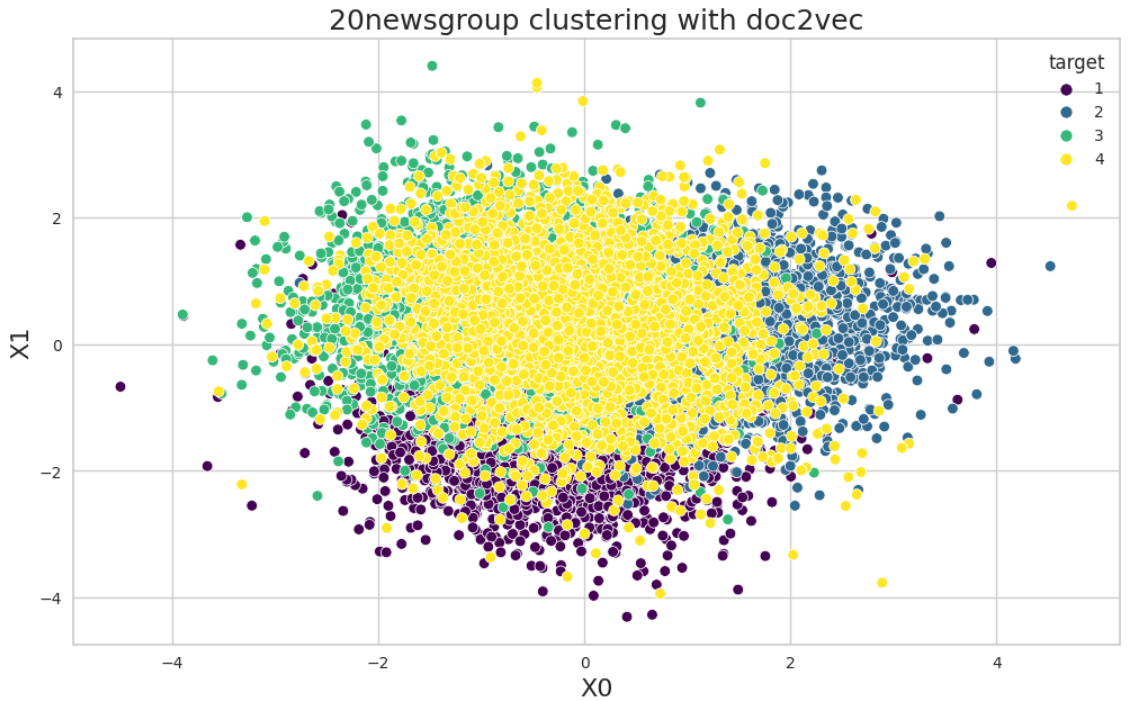 20newsgroup clustering with doc2vec
target
1
2
3
4
4
2
0
−2
−4
X1
−4 −2 0 2 4
X0